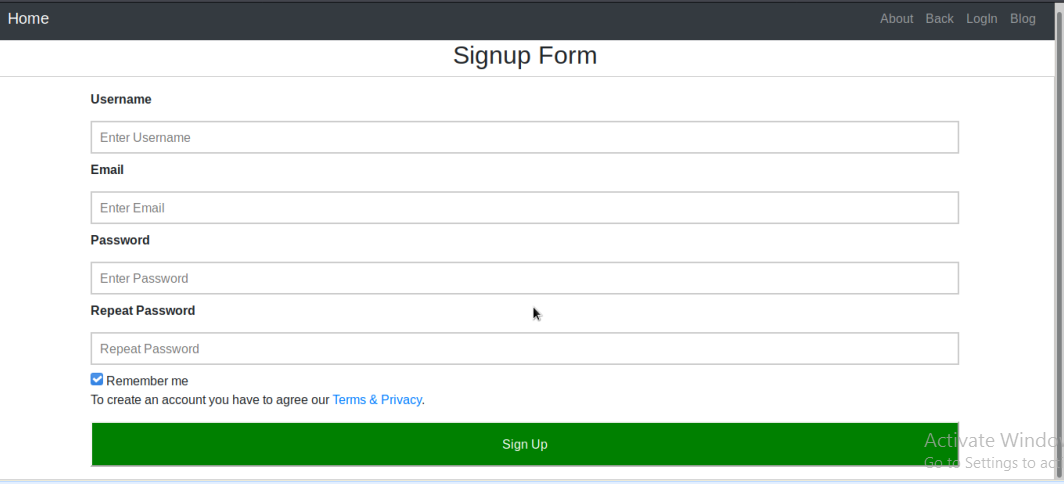 Home About Back LogIn Blog
Signup Form
Username
Enter Username
Email
Enter Email
Password
Enter Password
Repeat Password
Repeat Password
Remember me
To create an account you have to agree our Terms & Privacy.
Sign Up
Activate
Go to Settings to